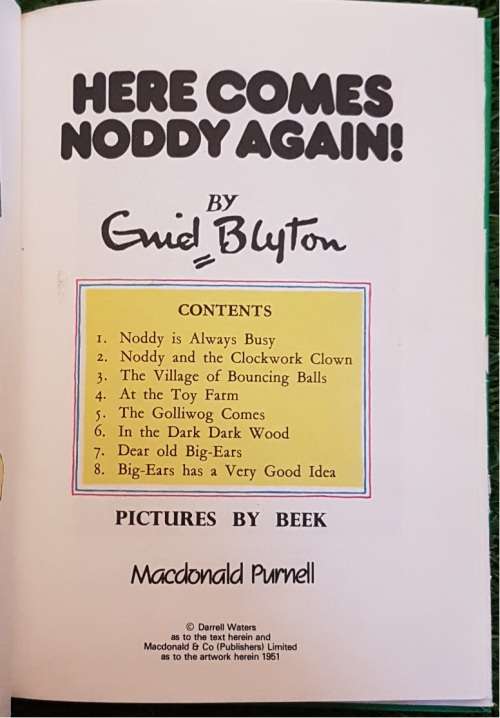 HERE COMES
NODDY AGAIN!
BY
Enid Blyton
CONTENTS
1. Noddy is Always Busy
2. Noddy and the Clockwork Clown
3. The Village of Bouncing Balls
4. At the Toy Farm
5. The Golliwog Comes
6. In the Dark Dark Wood
7. Dear old Big-Ears
8. Big-Ears has a Very Good Idea
PICTURES BY BEEK
Macdonald Purnell
© Darrell Waters
as to the text herein and
Macdonald & Co (Publishers) Limited
as to the artwork herein 1951